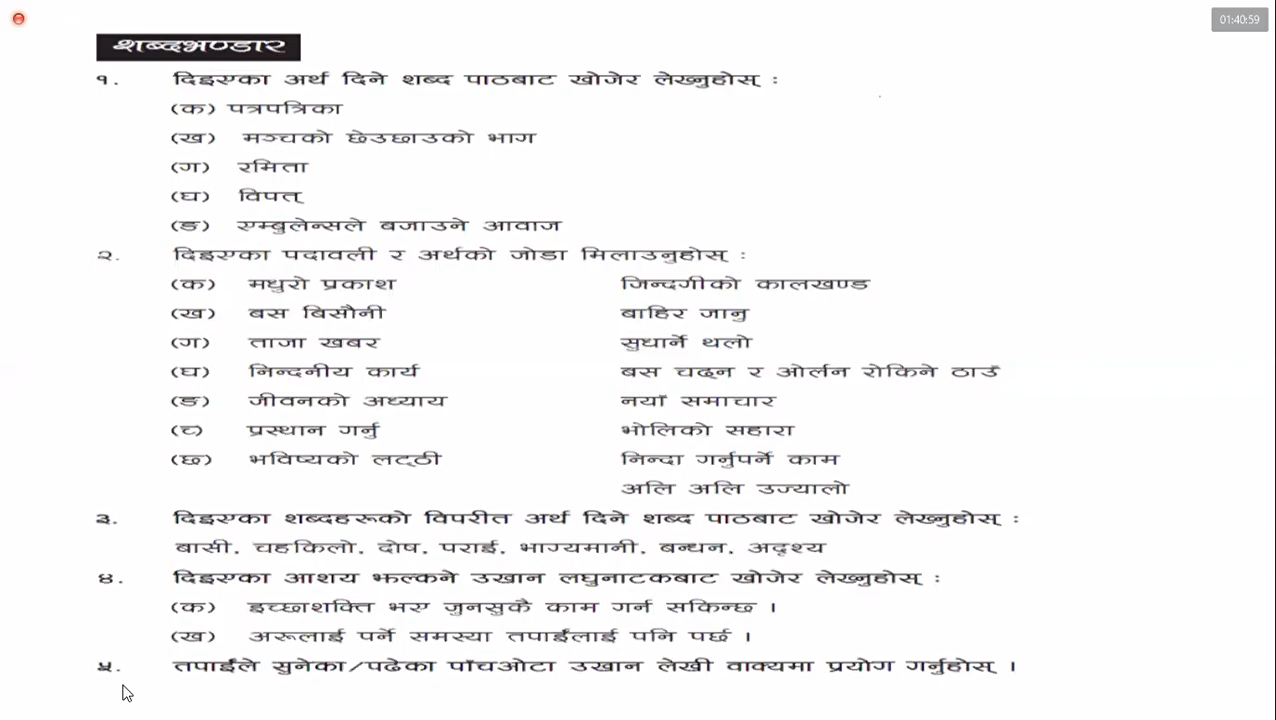 01:40:59
शब्दभण्डार
१. दिइएका अर्थ दिने शब्द पाठबाट खोजेर लेख्नुहोस् :
(क) पत्रपत्रिका
(ख) मञ्चको छेउछाउको भाग
(ग) रमिता
(घ) विपत्
(ङ) एम्बुलेन्सले बजाउने आवाज
२. दिइएका पदावली र अर्थको जोडा मिलाउनुहोस् :
(क) मधुरो प्रकाश जिन्दगीको कालखण्ड
(ख) बस बिसौनी बाहिर जानु
(ग) ताजा खबर सुधार्ने थलो
(घ) निन्दनीय कार्य बस चढ्न र ओर्लन रोकिने ठाउँ
(ङ) जीवनको अध्याय नयाँ समाचार
(च) प्रस्थान गर्नु भोलिको सहारा
(छ) भविष्यको लट्ठी निन्दा गर्नुपर्ने काम
अलि अलि उज्यालो
३. दिइएका शब्दहरूको विपरीत अर्थ दिने शब्द पाठबाट खोजेर लेख्नुहोस् :
बासी, चहकिलो, दोष, पराई, भाग्यमानी, बन्धन, अदृश्य
४. दिइएका आशय झल्कने उखान लघुनाटकबाट खोजेर लेख्नुहोस् :
(क) इच्छाशक्ति भए जुनसुकै काम गर्न सकिन्छ ।
(ख) अरूलाई पर्ने समस्या तपाईंलाई पनि पर्छ ।
५. तपाईंले सुनेका/पढेका पाँचओटा उखान लेखी वाक्यमा प्रयोग गर्नुहोस् ।